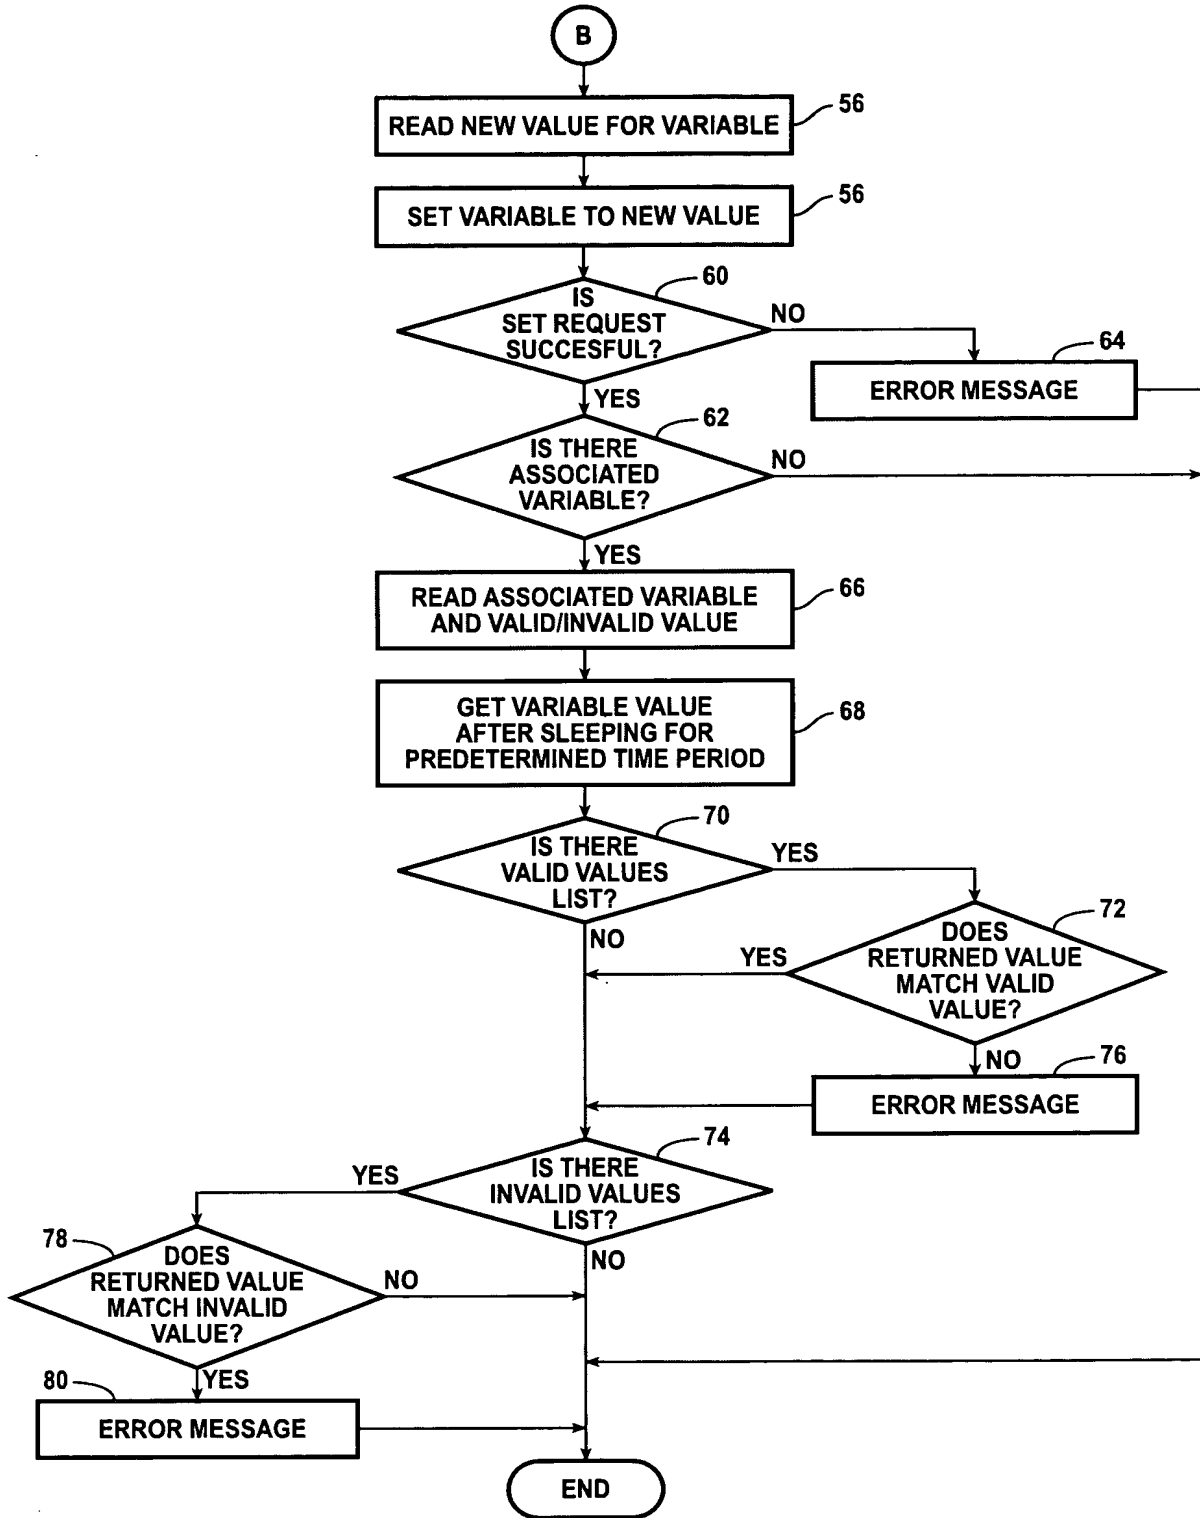 B
READ NEW VALUE FOR VARIABLE
56
SET VARIABLE TO NEW VALUE
56
60
IS
SET REQUEST
SUCCESFUL?
NO
64
ERROR MESSAGE
YES
62
IS THERE
ASSOCIATED
VARIABLE?
NO
YES
READ ASSOCIATED VARIABLE
AND VALID/INVALID VALUE
66
GET VARIABLE VALUE
AFTER SLEEPING FOR
PREDETERMINED TIME PERIOD
68
70
IS THERE
VALID VALUES
LIST?
YES
NO
72
DOES
RETURNED VALUE
MATCH VALID
VALUE?
YES
NO
76
ERROR MESSAGE
74
IS THERE
INVALID VALUES
LIST?
YES
NO
78
DOES
RETURNED VALUE
MATCH INVALID
VALUE?
NO
YES
80
ERROR MESSAGE
END